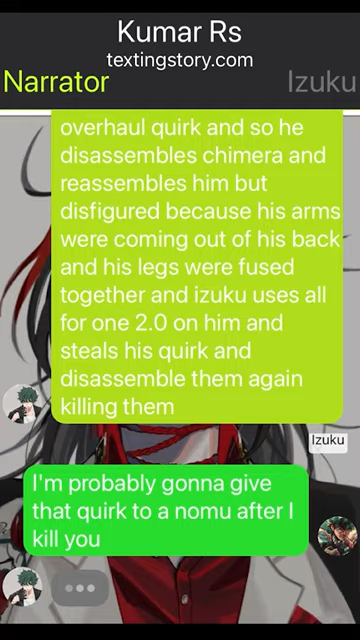 Kumar Rs
textingstory.com
Narrator
Izuku
overhaul quirk and so he
disassembles chimera and
reassembles him but
disfigured because his arms
were coming out of his back
and his legs were fused
together and izuku uses all
for one 2.0 on him and
steals his quirk and
disassemble them again
killing them
Izuku
I'm probably gonna give
that quirk to a nomu after I
kill you